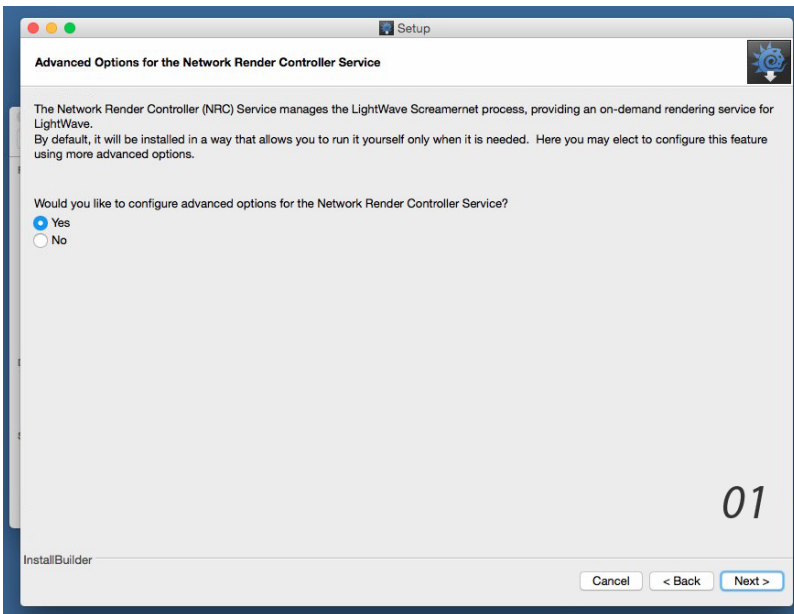 Setup
Advanced Options for the Network Render Controller Service
The Network Render Controller (NRC) Service manages the LightWave Screamernet process, providing an on-demand rendering service for
LightWave.
By default, it will be installed in a way that allows you to run it yourself only when it is needed.  Here you may elect to configure this feature
using more advanced options.
Would you like to configure advanced options for the Network Render Controller Service?
Yes
No
01
InstallBuilder
Cancel
< Back
Next >